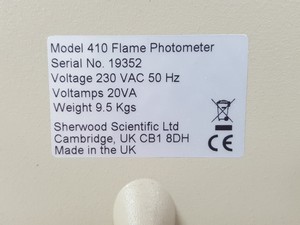 Model 410 Flame Photometer
Serial No. 19352
Voltage 230 VAC 50 Hz
Voltamps 20VA
Weight 9.5 Kgs
Sherwood Scientific Ltd
Cambridge, UK CB1 8DH
Made in the UK
CE